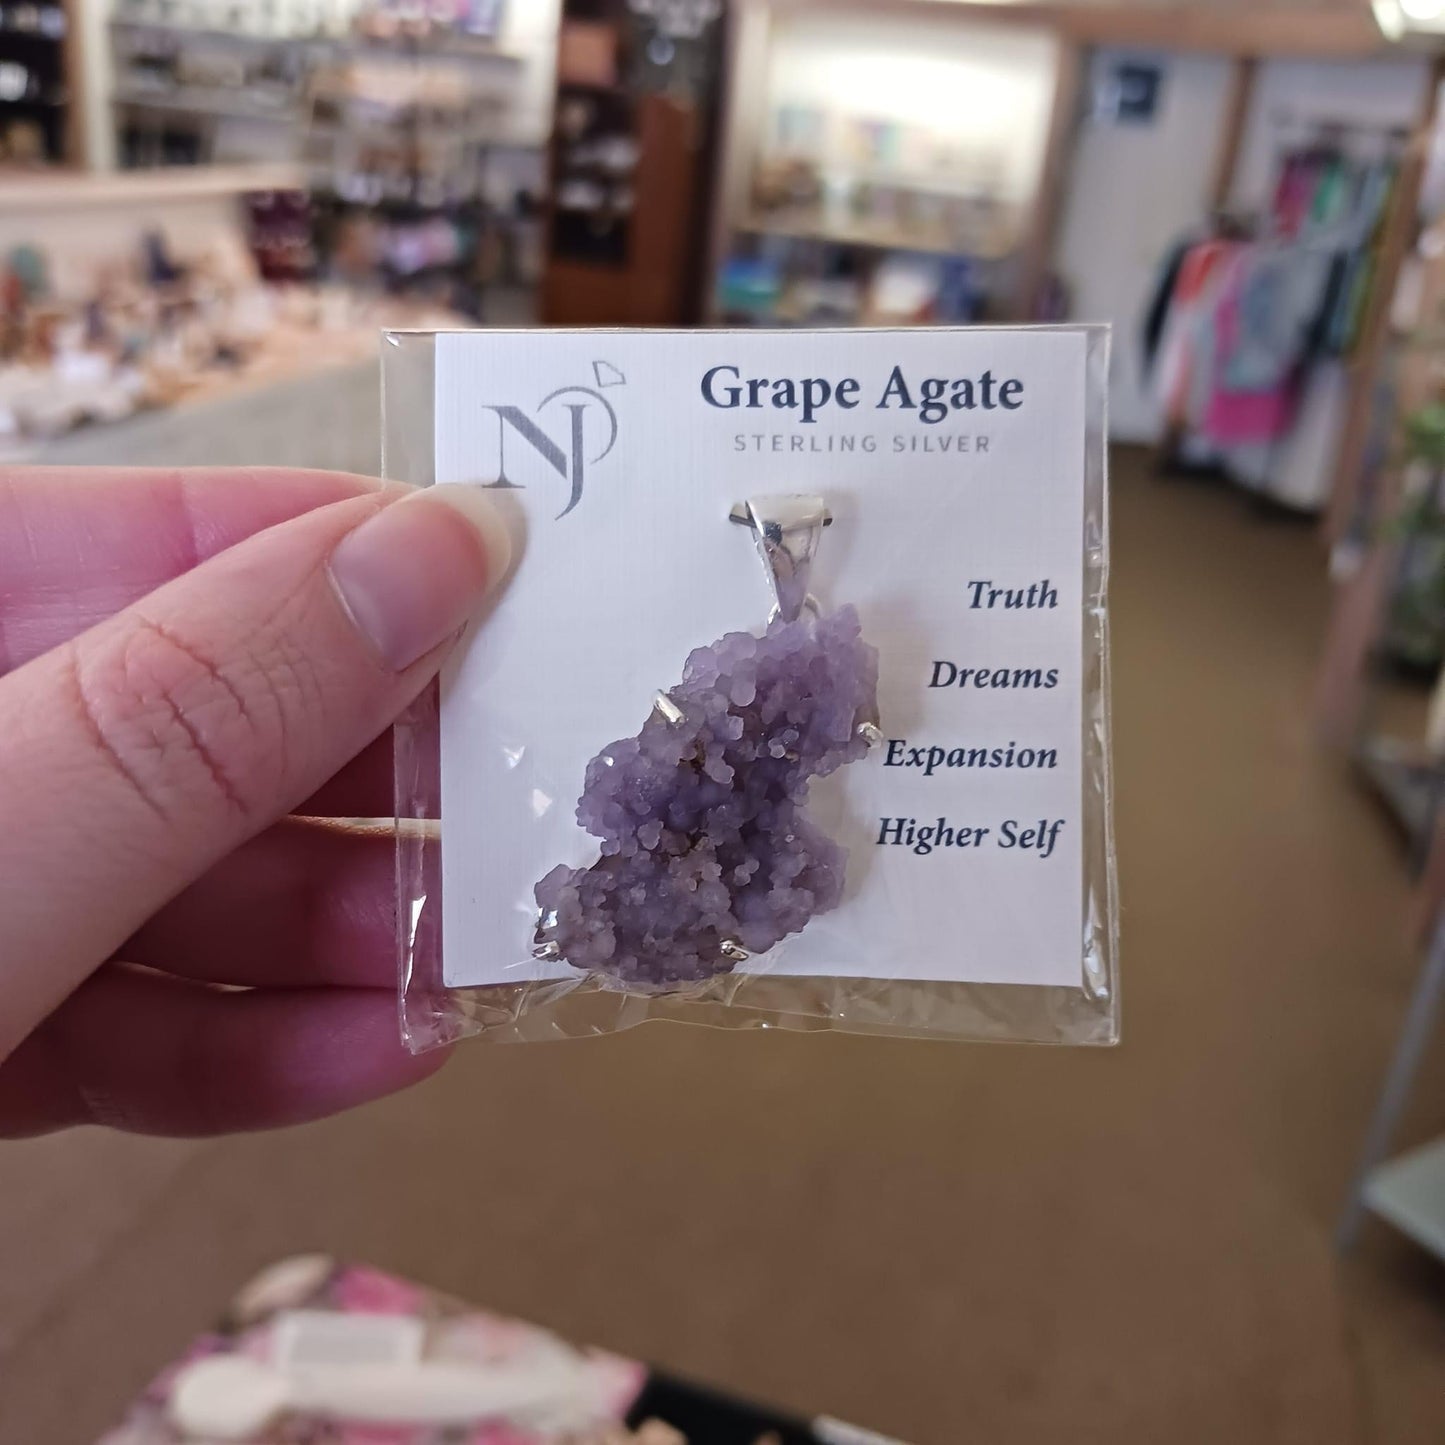 NJ
Grape Agate
STERLING SILVER
Truth
Dreams
Expansion
Higher Self